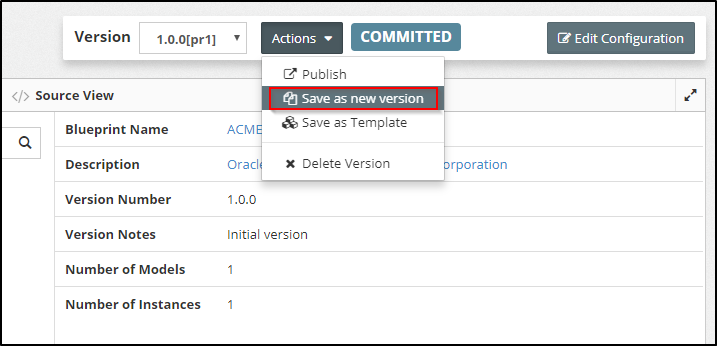 Version 1.0.0[pr1] Actions COMMITTED Edit Configuration
Publish
</> Source View Save as new version
Save as Template
Blueprint Name ACME
Delete Version
Description Oracle orporation
Version Number 1.0.0
Version Notes Initial version
Number of Models 1
Number of Instances 1